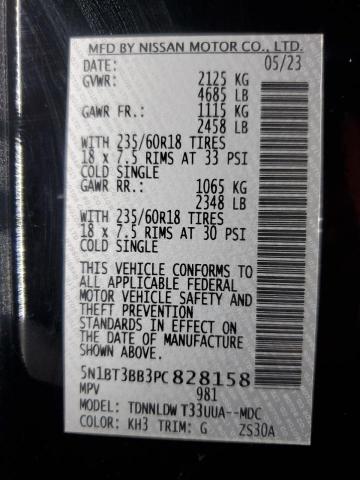 MFD BY NISSAN MOTOR CO., LTD.
DATE: 05/23
GVWR: 2125 KG
4685 LB
GAWR FR.: 1115 KG
2458 LB
WITH 235/60R18 TIRES
18 x 7.5 RIMS AT 33 PSI
COLD SINGLE
GAWR RR.: 1065 KG
2348 LB
WITH 235/60R18 TIRES
18 x 7.5 RIMS AT 30 PSI
COLD SINGLE
THIS VEHICLE CONFORMS TO
ALL APPLICABLE FEDERAL
MOTOR VEHICLE SAFETY AND
THEFT PREVENTION
STANDARDS IN EFFECT ON
THE DATE OF MANUFACTURE
SHOWN ABOVE.
5N1BT3BB3PC828158
MPV 981
MODEL: TDNNLDW T33UUA--MDC
COLOR: KH3 TRIM: G ZS30A